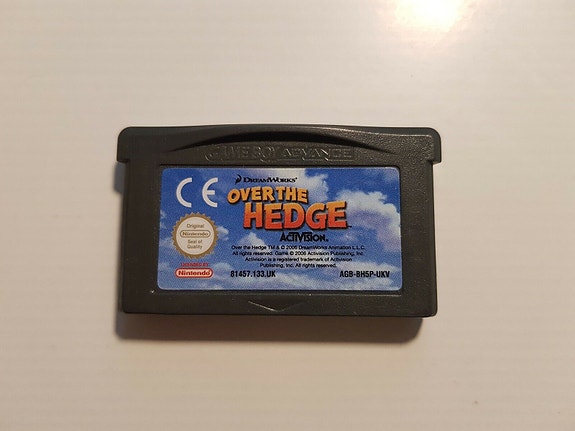 GAME BOY ADVANCE
CE
DREAMWORKS
OVER THE
HEDGE™
ACTIVISION.
Original
Nintendo
Seal of
Quality
LICENSED BY
Nintendo
Over the Hedge TM & © 2006 DreamWorks Animation L.L.C.
All rights reserved. Game © 2006 Activision Publishing, Inc.
Activision is a registered trademark of Activision
Publishing, Inc. All rights reserved.
81457.133.UK
AGB-BH5P-UKV